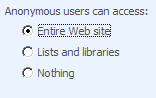 Anonymous users can access:
Entire Web site
Lists and libraries
Nothing